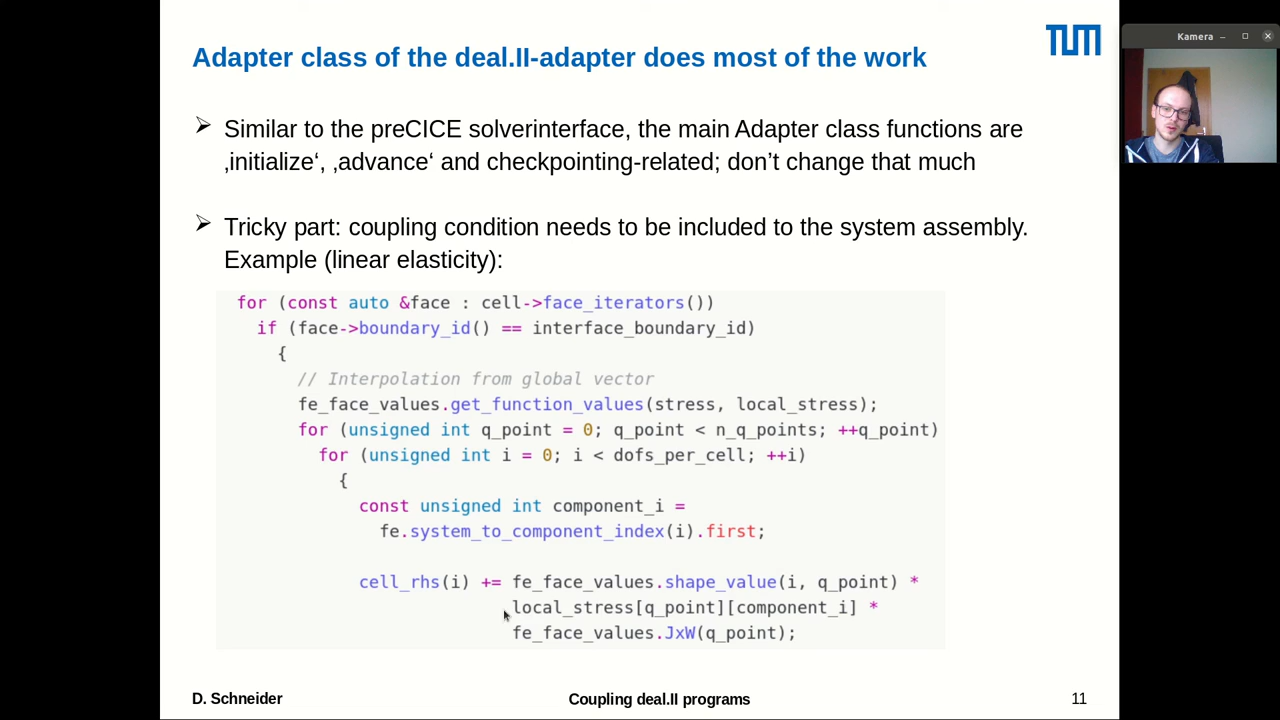 Adapter class of the deal.II-adapter does most of the work
TUM
Kamera
Similar to the preCICE solverinterface, the main Adapter class functions are
‚initialize‘, ‚advance‘ and checkpointing-related; don’t change that much
Tricky part: coupling condition needs to be included to the system assembly.
Example (linear elasticity):
for (const auto &face : cell->face_iterators())
if (face->boundary_id() == interface_boundary_id)
{
// Interpolation from global vector
fe_face_values.get_function_values(stress, local_stress);
for (unsigned int q_point = 0; q_point < n_q_points; ++q_point)
for (unsigned int i = 0; i < dofs_per_cell; ++i)
{
const unsigned int component_i =
fe.system_to_component_index(i).first;
cell_rhs(i) += fe_face_values.shape_value(i, q_point) *
local_stress[q_point][component_i] *
fe_face_values.JxW(q_point);
D. Schneider
Coupling deal.II programs
11